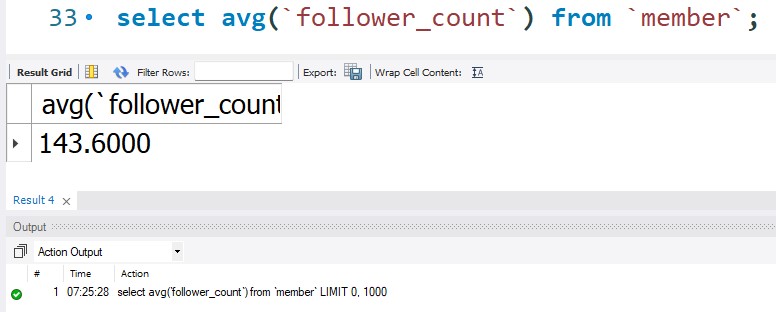 33 select avg(`follower_count`) from `member`;
Result Grid Filter Rows: Export: Wrap Cell Content:
avg(`follower_count
143.6000
Result 4 ×
Output
Action Output
# Time Action
1 07:25:28 select avg(`follower_count`) from `member` LIMIT 0, 1000